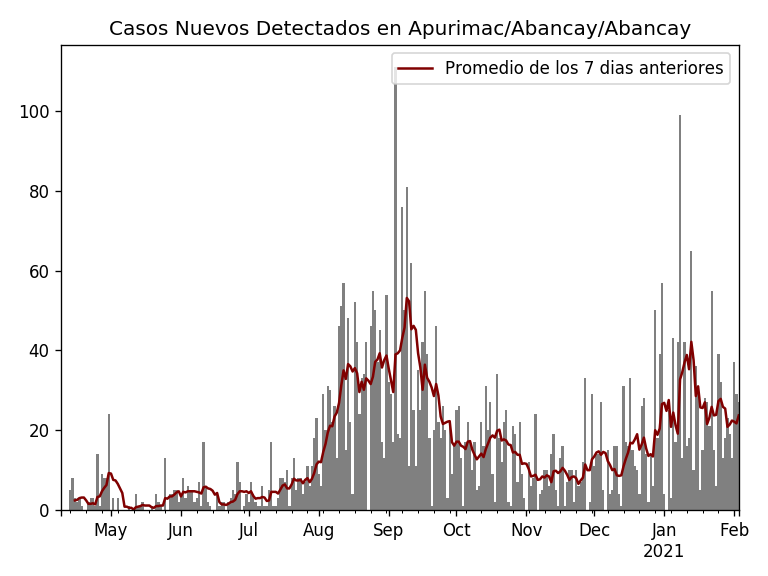 Casos Nuevos Detectados en Apurimac/Abancay/Abancay
Promedio de los 7 dias anteriores
100
80
60
40
20
0
May Jun Jul Aug Sep Oct Nov Dec Jan Feb
2021